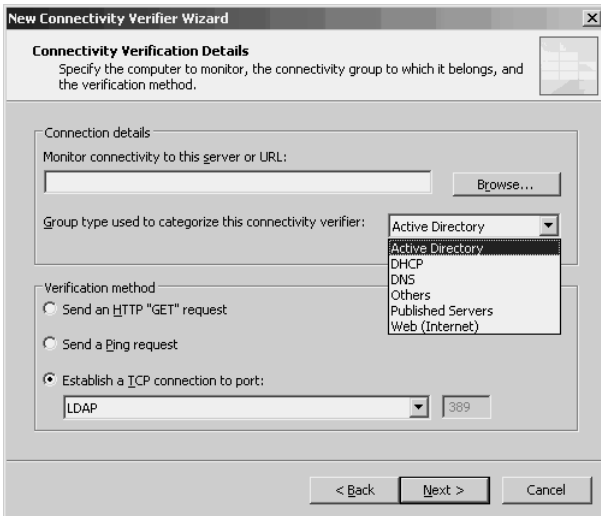 New Connectivity Verifier Wizard
Connectivity Verification Details
Specify the computer to monitor, the connectivity group to which it belongs, and
the verification method.
Connection details
Monitor connectivity to this server or URL:
Browse...
Group type used to categorize this connectivity verifier:
Active Directory
Active Directory
DHCP
DNS
Others
Published Servers
Web (Internet)
Verification method
Send an HTTP "GET" request
Send a Ping request
Establish a TCP connection to port:
LDAP
389
< Back
Next >
Cancel